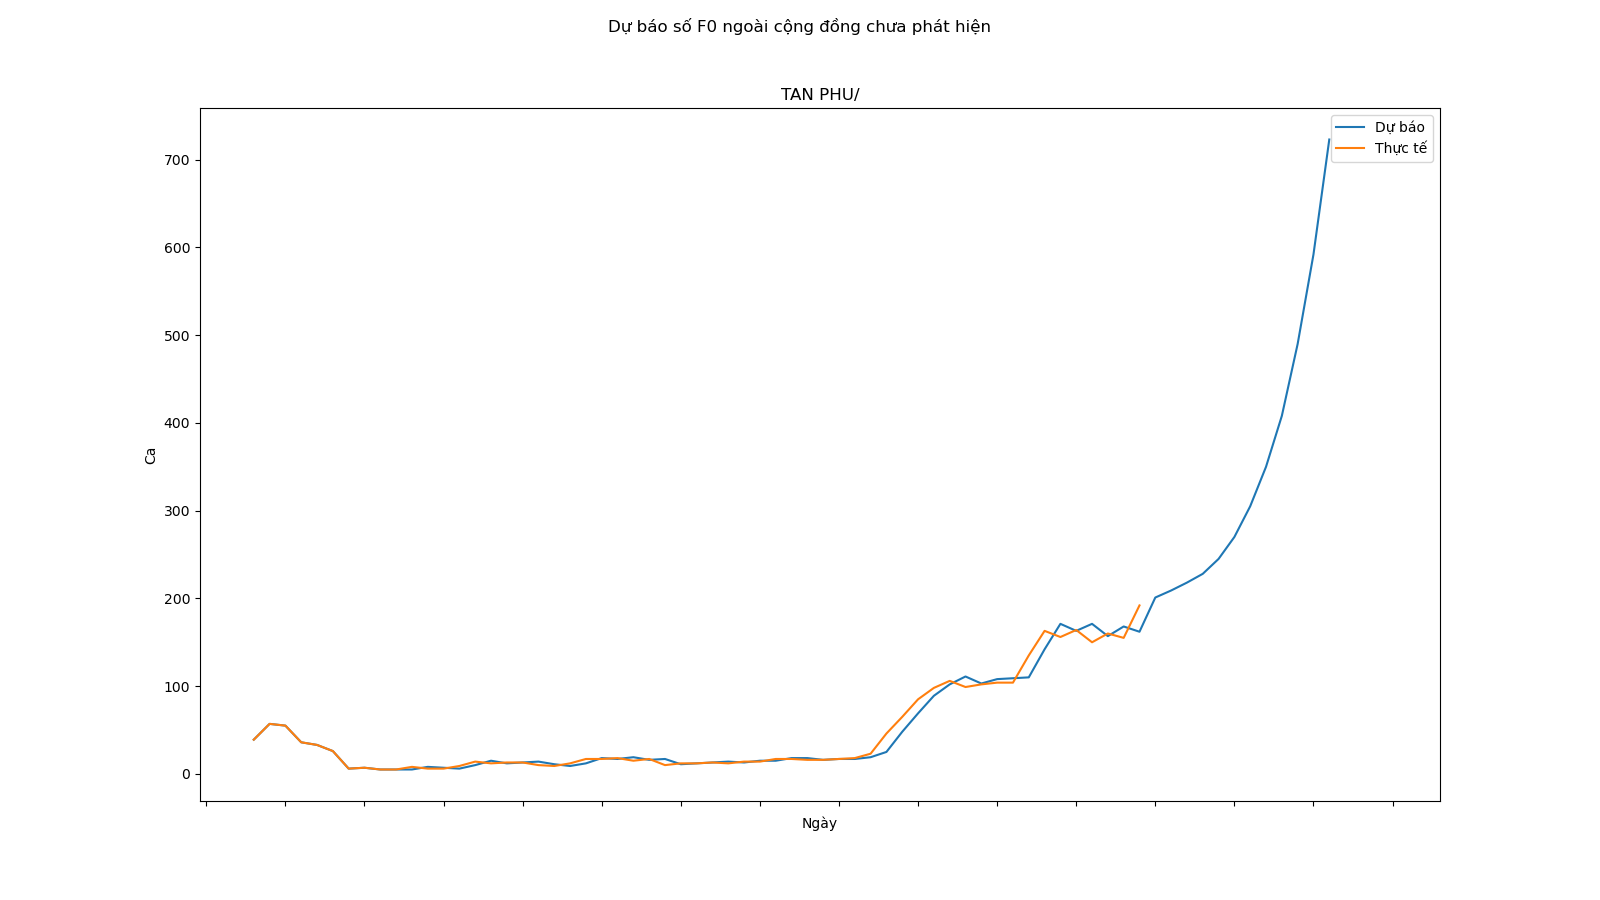 Dự báo số F0 ngoài cộng đồng chưa phát hiện
TAN PHU/
Dự báo
Thực tế
700
600
500
400
300
200
100
0
Ca
Ngày